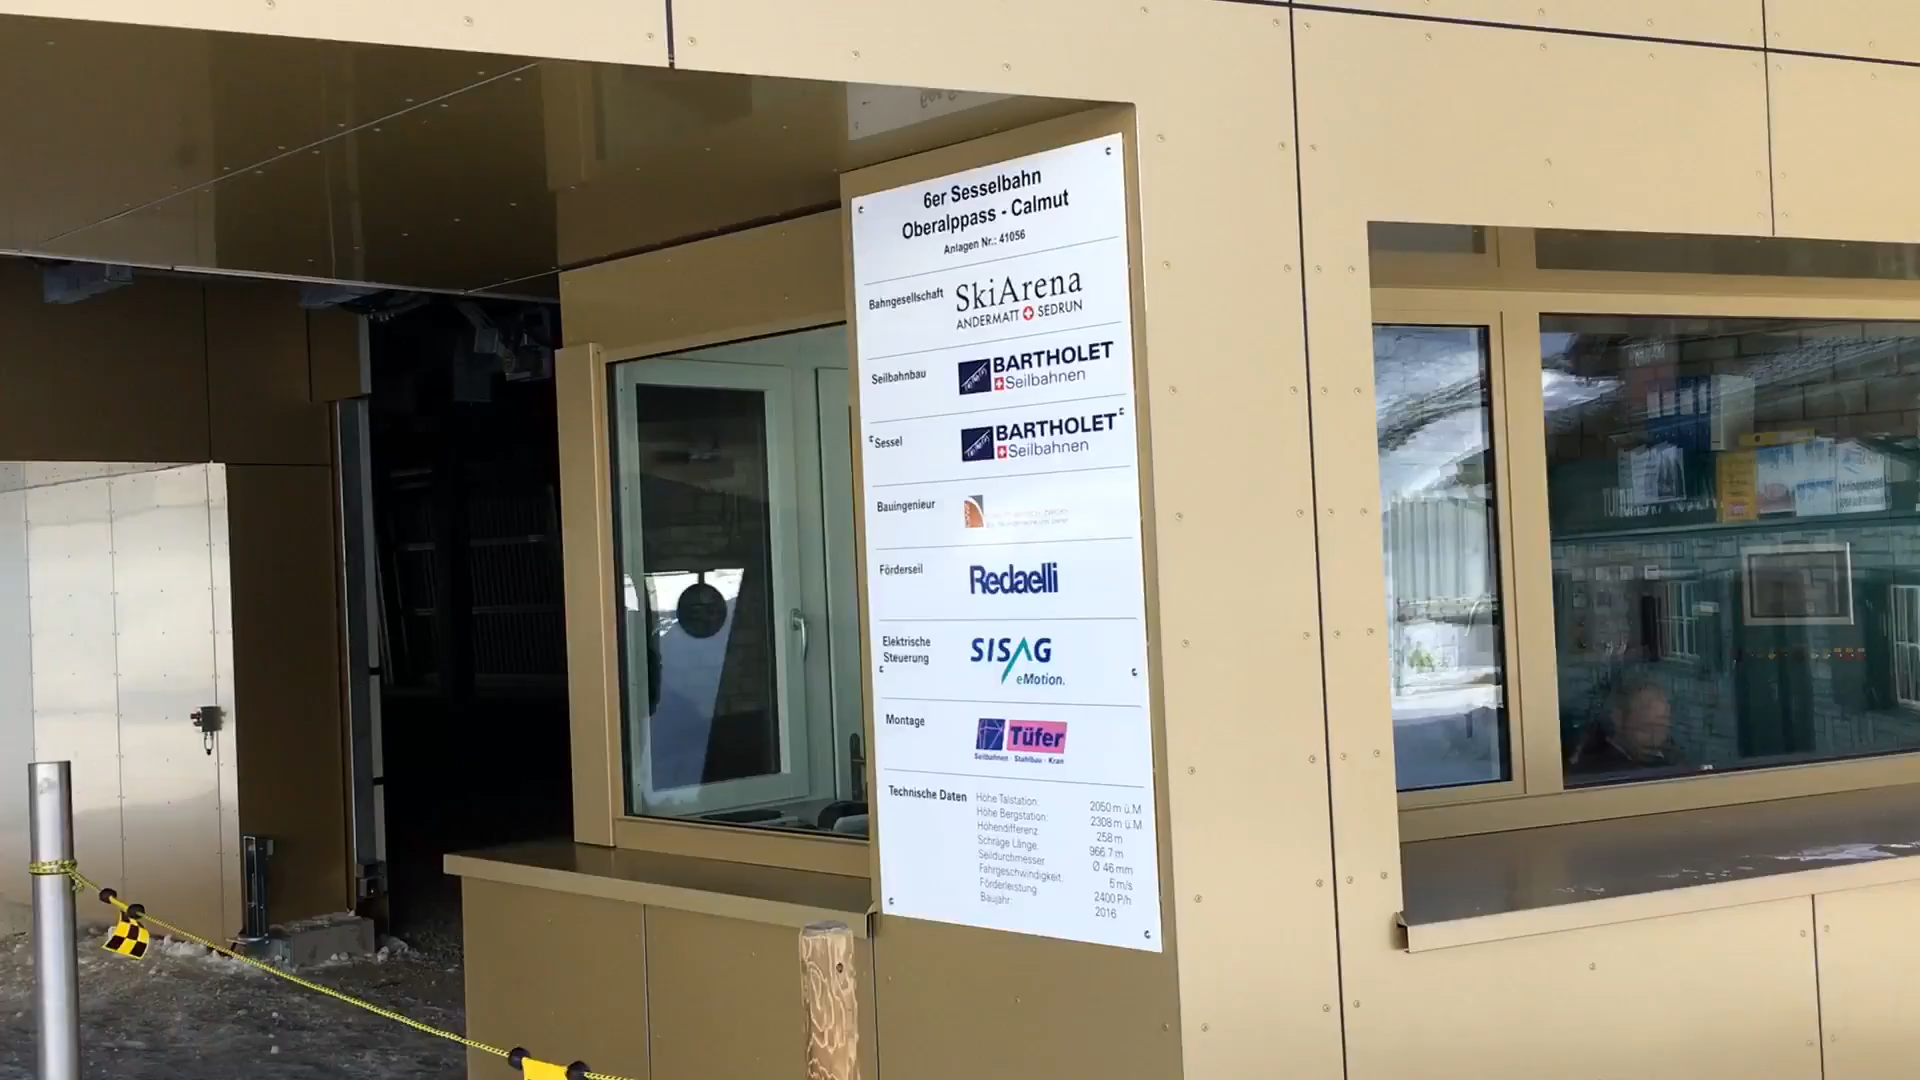 6er Sesselbahn
Oberalppass - Calmut
Anlagen Nr.: 41056
Bahngesellschaft
SkiArena
ANDERMATT SEDRUN
Seilbahnbau
BARTHOLET
Seilbahnen
Sessel
BARTHOLET
Seilbahnen
Bauingenieur
Förderseil
Redaelli
Elektrische
Steuerung
SISAG
eMotion.
Montage
Tüfer
Seilbahnen · Stahlbau · Kran
Technische Daten
Höhe Talstation: 2050 m ü.M
Höhe Bergstation: 2308 m ü.M
Höhendifferenz: 258 m
Schräge Länge: 966.7 m
Seildurchmesser Ø 46 mm
Fahrgeschwindigkeit: 5 m/s
Förderleistung 2400 P/h
Baujahr: 2016